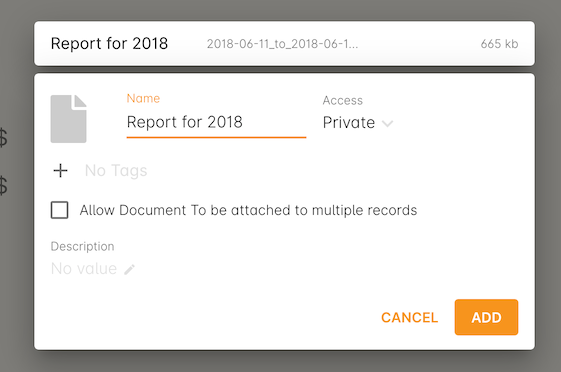 Report for 2018 2018-06-11_to_2018-06-1... 665 kb
Name Access
Report for 2018 Private
$
No Tags
$
Allow Document To be attached to multiple records
Description
No value
CANCEL ADD